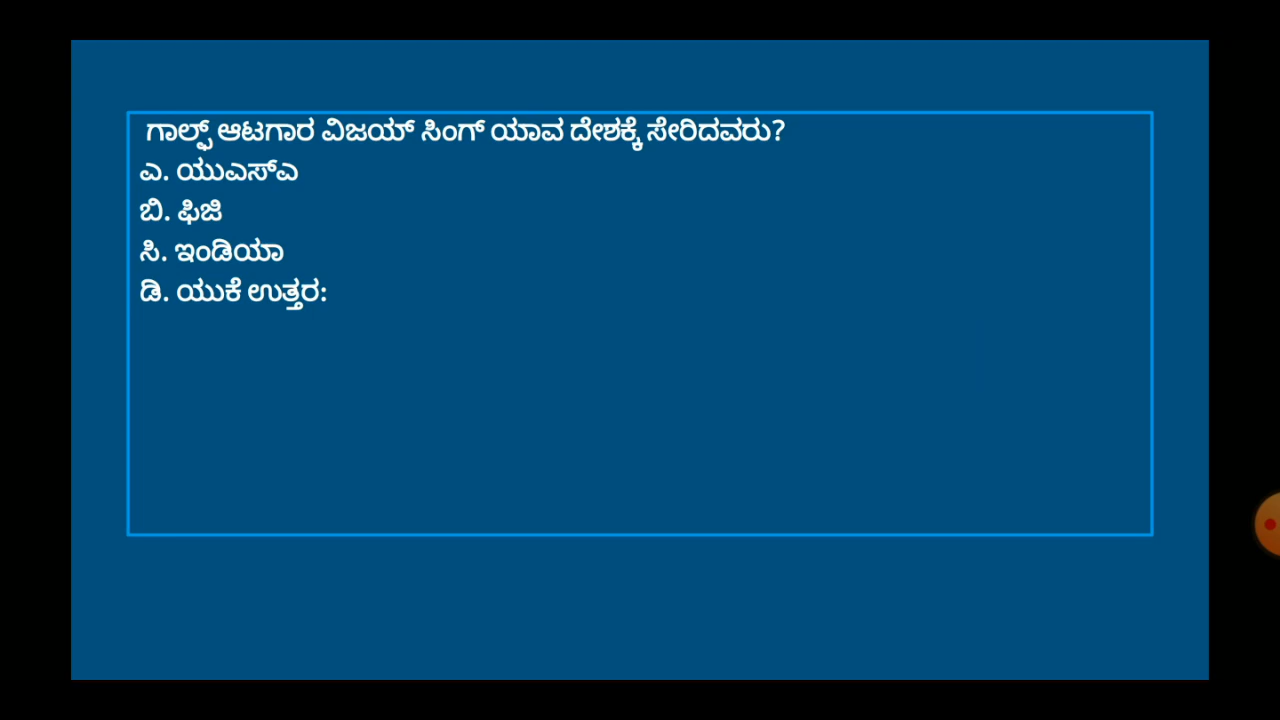 ಗಾಲ್ಫ್ ಆಟಗಾರ ವಿಜಯ್ ಸಿಂಗ್ ಯಾವ ದೇಶಕ್ಕೆ ಸೇರಿದವರು?
ಎ. ಯುಎಸ್ಎ
ಬಿ. ಫಿಜಿ
ಸಿ. ಇಂಡಿಯಾ
ಡಿ. ಯುಕೆ ಉತ್ತರ: